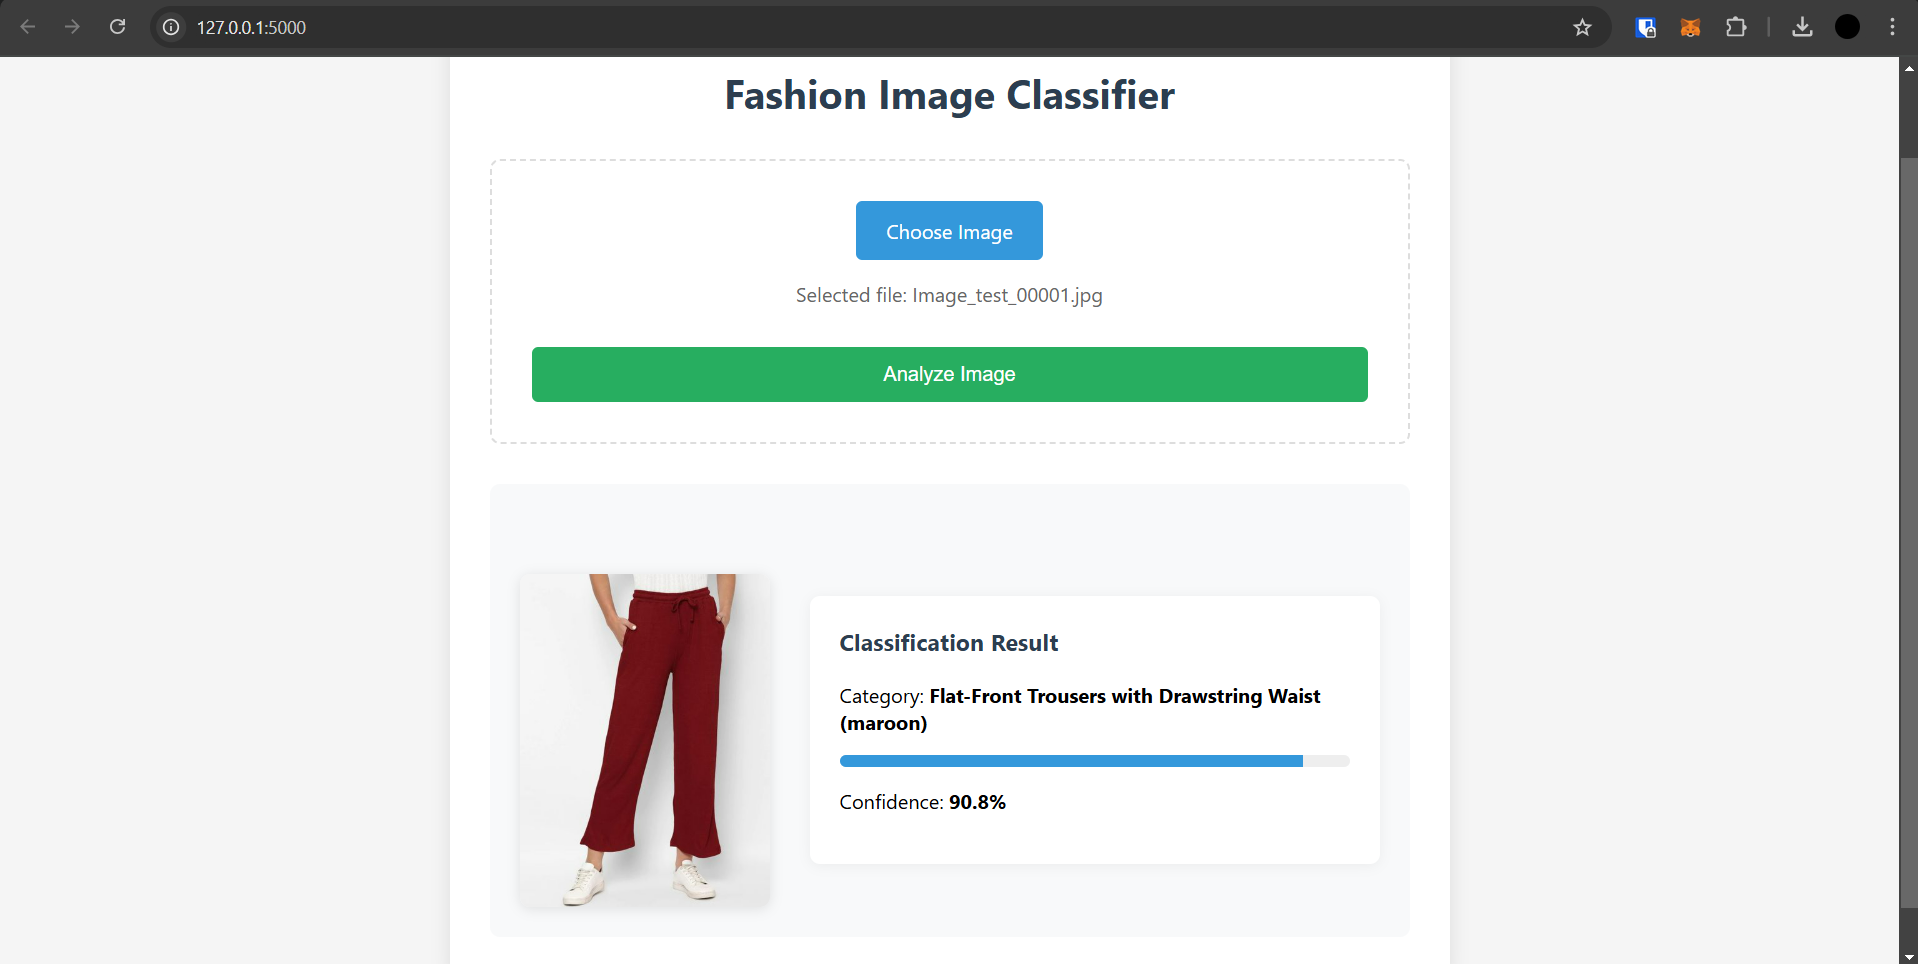 127.0.0.1:5000
Fashion Image Classifier
Choose Image
Selected file: Image_test_00001.jpg
Analyze Image
Classification Result
Category: Flat-Front Trousers with Drawstring Waist
(maroon)
Confidence: 90.8%